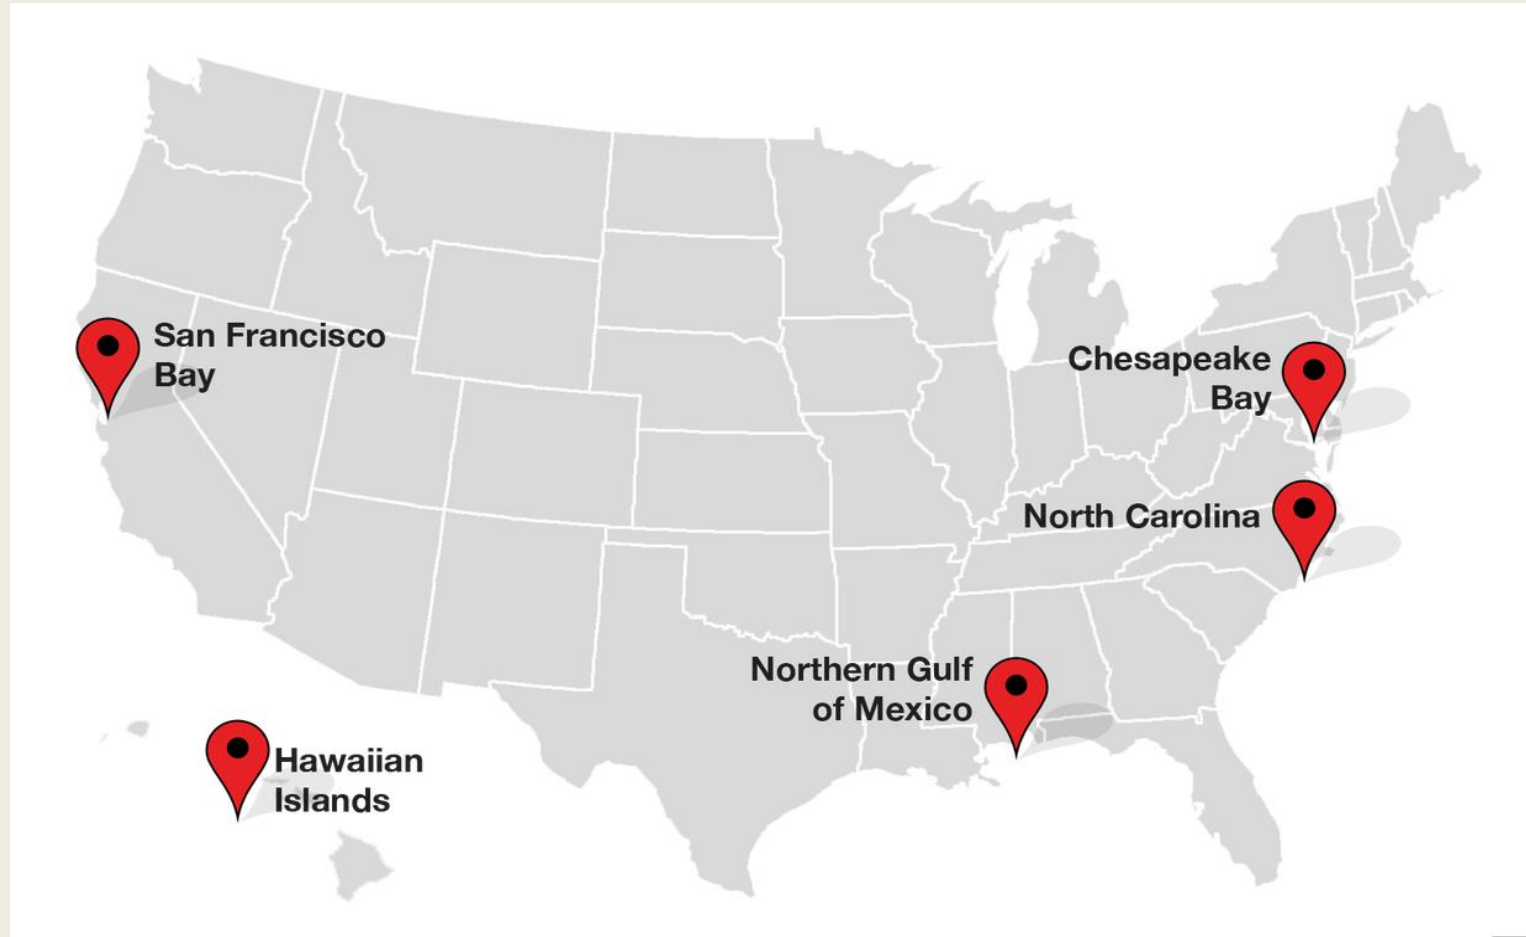 San Francisco
Bay
Chesapeake
Bay
North Carolina
Northern Gulf
of Mexico
Hawaiian
Islands